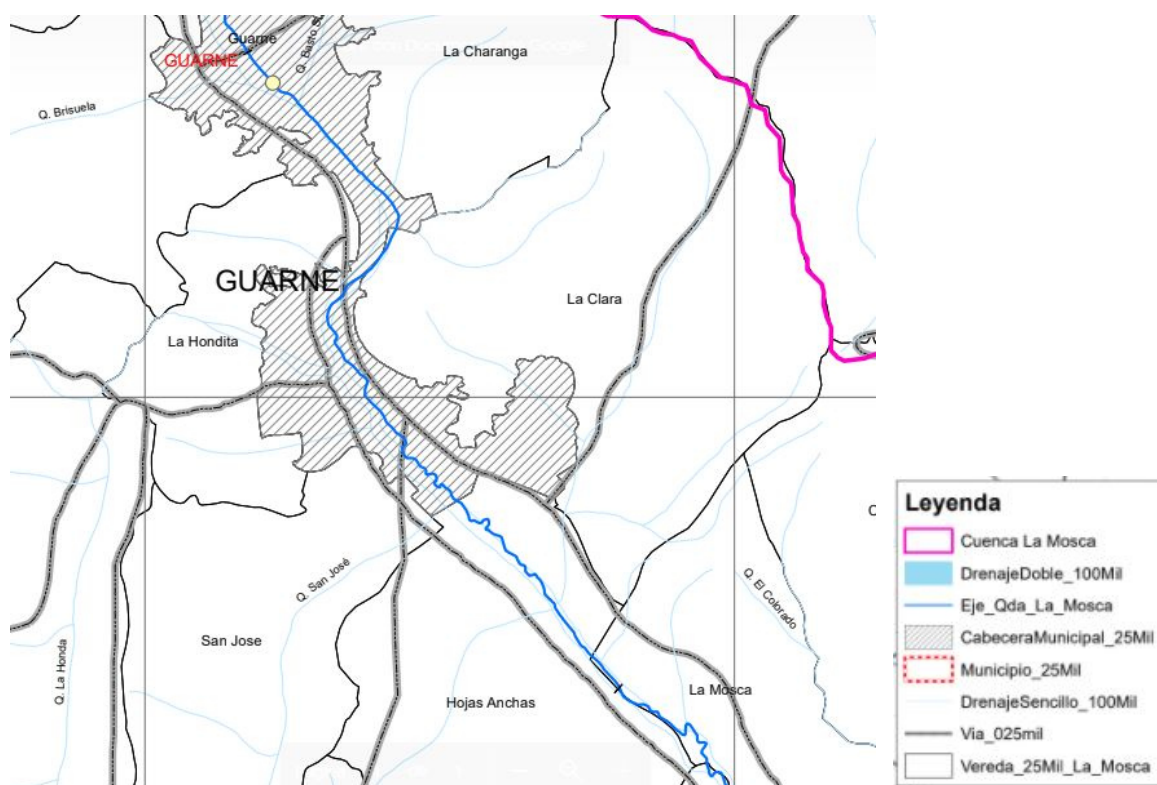 Guarne
GUARNE
Q. Basto
La Charanga
Q. Brisuela
GUARNE
La Clara
La Hondita
Q. San José
Q. El Colorado
San Jose
Q. La Honda
Hojas Anchas
La Mosca
Leyenda
Cuenca La Mosca
DrenajeDoble_100Mil
Eje_Qda_La_Mosca
CabeceraMunicipal_25Mil
Municipio_25Mil
DrenajeSencillo_100Mil
Via_025mil
Vereda_25Mil_La_Mosca